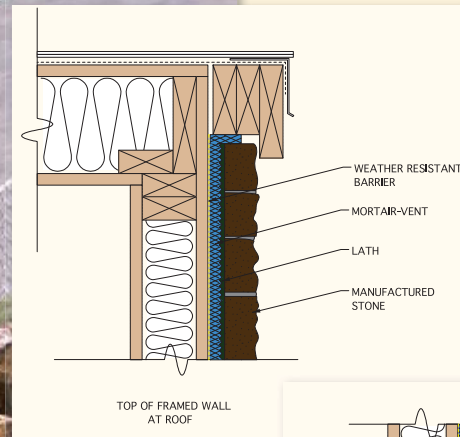 WEATHER RESISTANT
BARRIER
MORTAIR-VENT
LATH
MANUFACTURED
STONE
TOP OF FRAMED WALL
AT ROOF